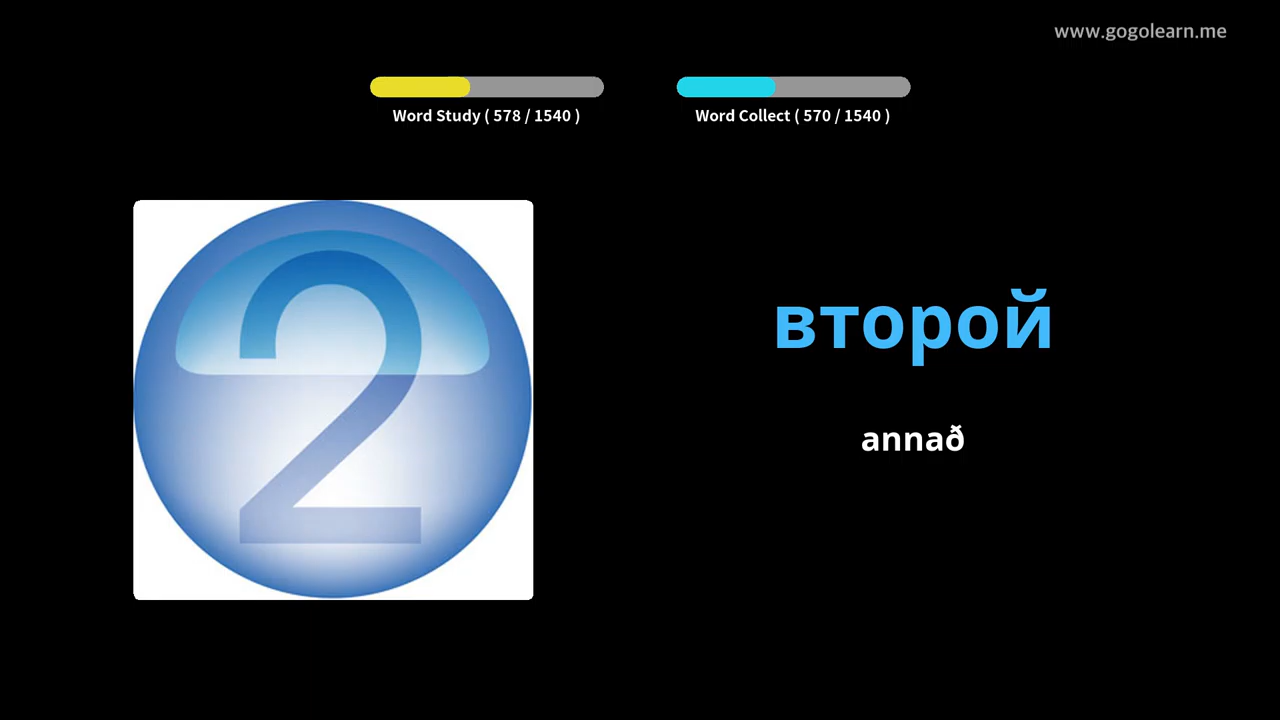 www.gogolearn.me
Word Study ( 578 / 1540 )
Word Collect ( 570 / 1540 )
2
второй
annað